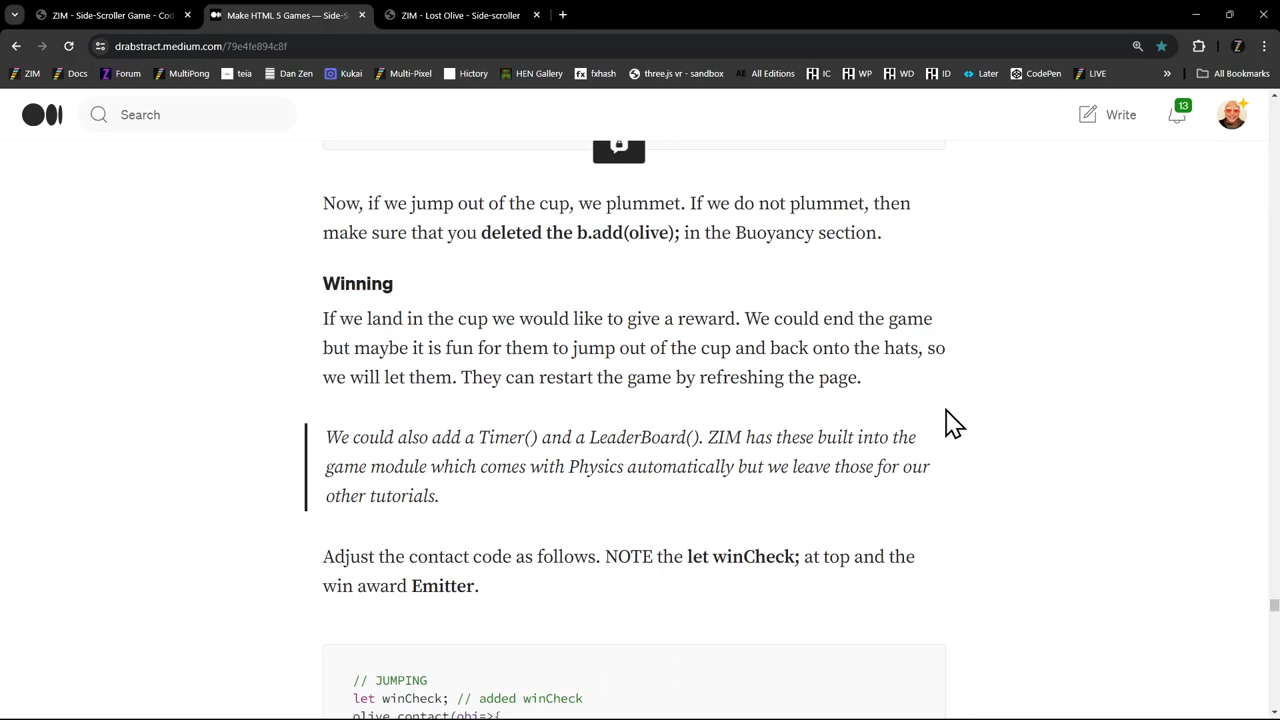 ZIM - Side-Scroller Game - Cod
Make HTML 5 Games — Side-S
ZIM - Lost Olive - Side-scroller
drabstract.medium.com/79e4fe894c8f
ZIM
Docs
Forum
MultiPong
teia
Dan Zen
Kukai
Multi-Pixel
Hictory
HEN Gallery
fxhash
three.js vr - sandbox
All Editions
IC
WP
WD
ID
Later
CodePen
LIVE
All Bookmarks
Search
Write
13
Now, if we jump out of the cup, we plummet. If we do not plummet, then
make sure that you deleted the b.add(olive); in the Buoyancy section.
Winning
If we land in the cup we would like to give a reward. We could end the game
but maybe it is fun for them to jump out of the cup and back onto the hats, so
we will let them. They can restart the game by refreshing the page.
We could also add a Timer() and a LeaderBoard(). ZIM has these built into the
game module which comes with Physics automatically but we leave those for our
other tutorials.
Adjust the contact code as follows. NOTE the let winCheck; at top and the
win award Emitter.
// JUMPING
let winCheck; // added winCheck
olive.contact(obj=>{